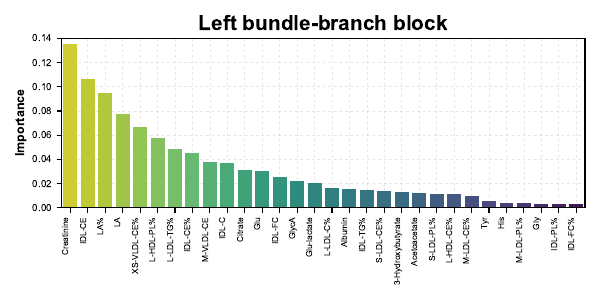 Left bundle-branch block
Importance
0.14
0.12
0.10
0.08
0.06
0.04
0.02
0.00
Creatinine
IDL-CE
LA%
LA
XS-VLDL-CE%
L-HDL-PL%
L-LDL-TG%
IDL-CE%
M-VLDL-CE
IDL-C
Citrate
Glu
IDL-FC
GlycA
Glu-lactate
L-LDL-C%
Albumin
IDL-TG%
S-LDL-CE%
3-Hydroxybutyrate
Acetoacetate
S-LDL-PL%
L-HDL-CE%
M-LDL-CE%
Tyr
His
M-LDL-PL%
Gly
IDL-PL%
IDL-FC%